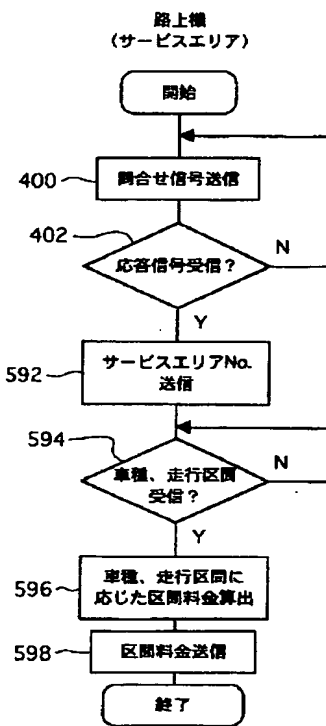 路上機
(サービスエリア)
開始
400
問合せ信号送信
402
応答信号受信?
N
Y
592
サービスエリアNo.
送信
594
車種、走行区間
受信?
N
Y
596
車種、走行区間に
応じた区間料金算出
598
区間料金送信
終了